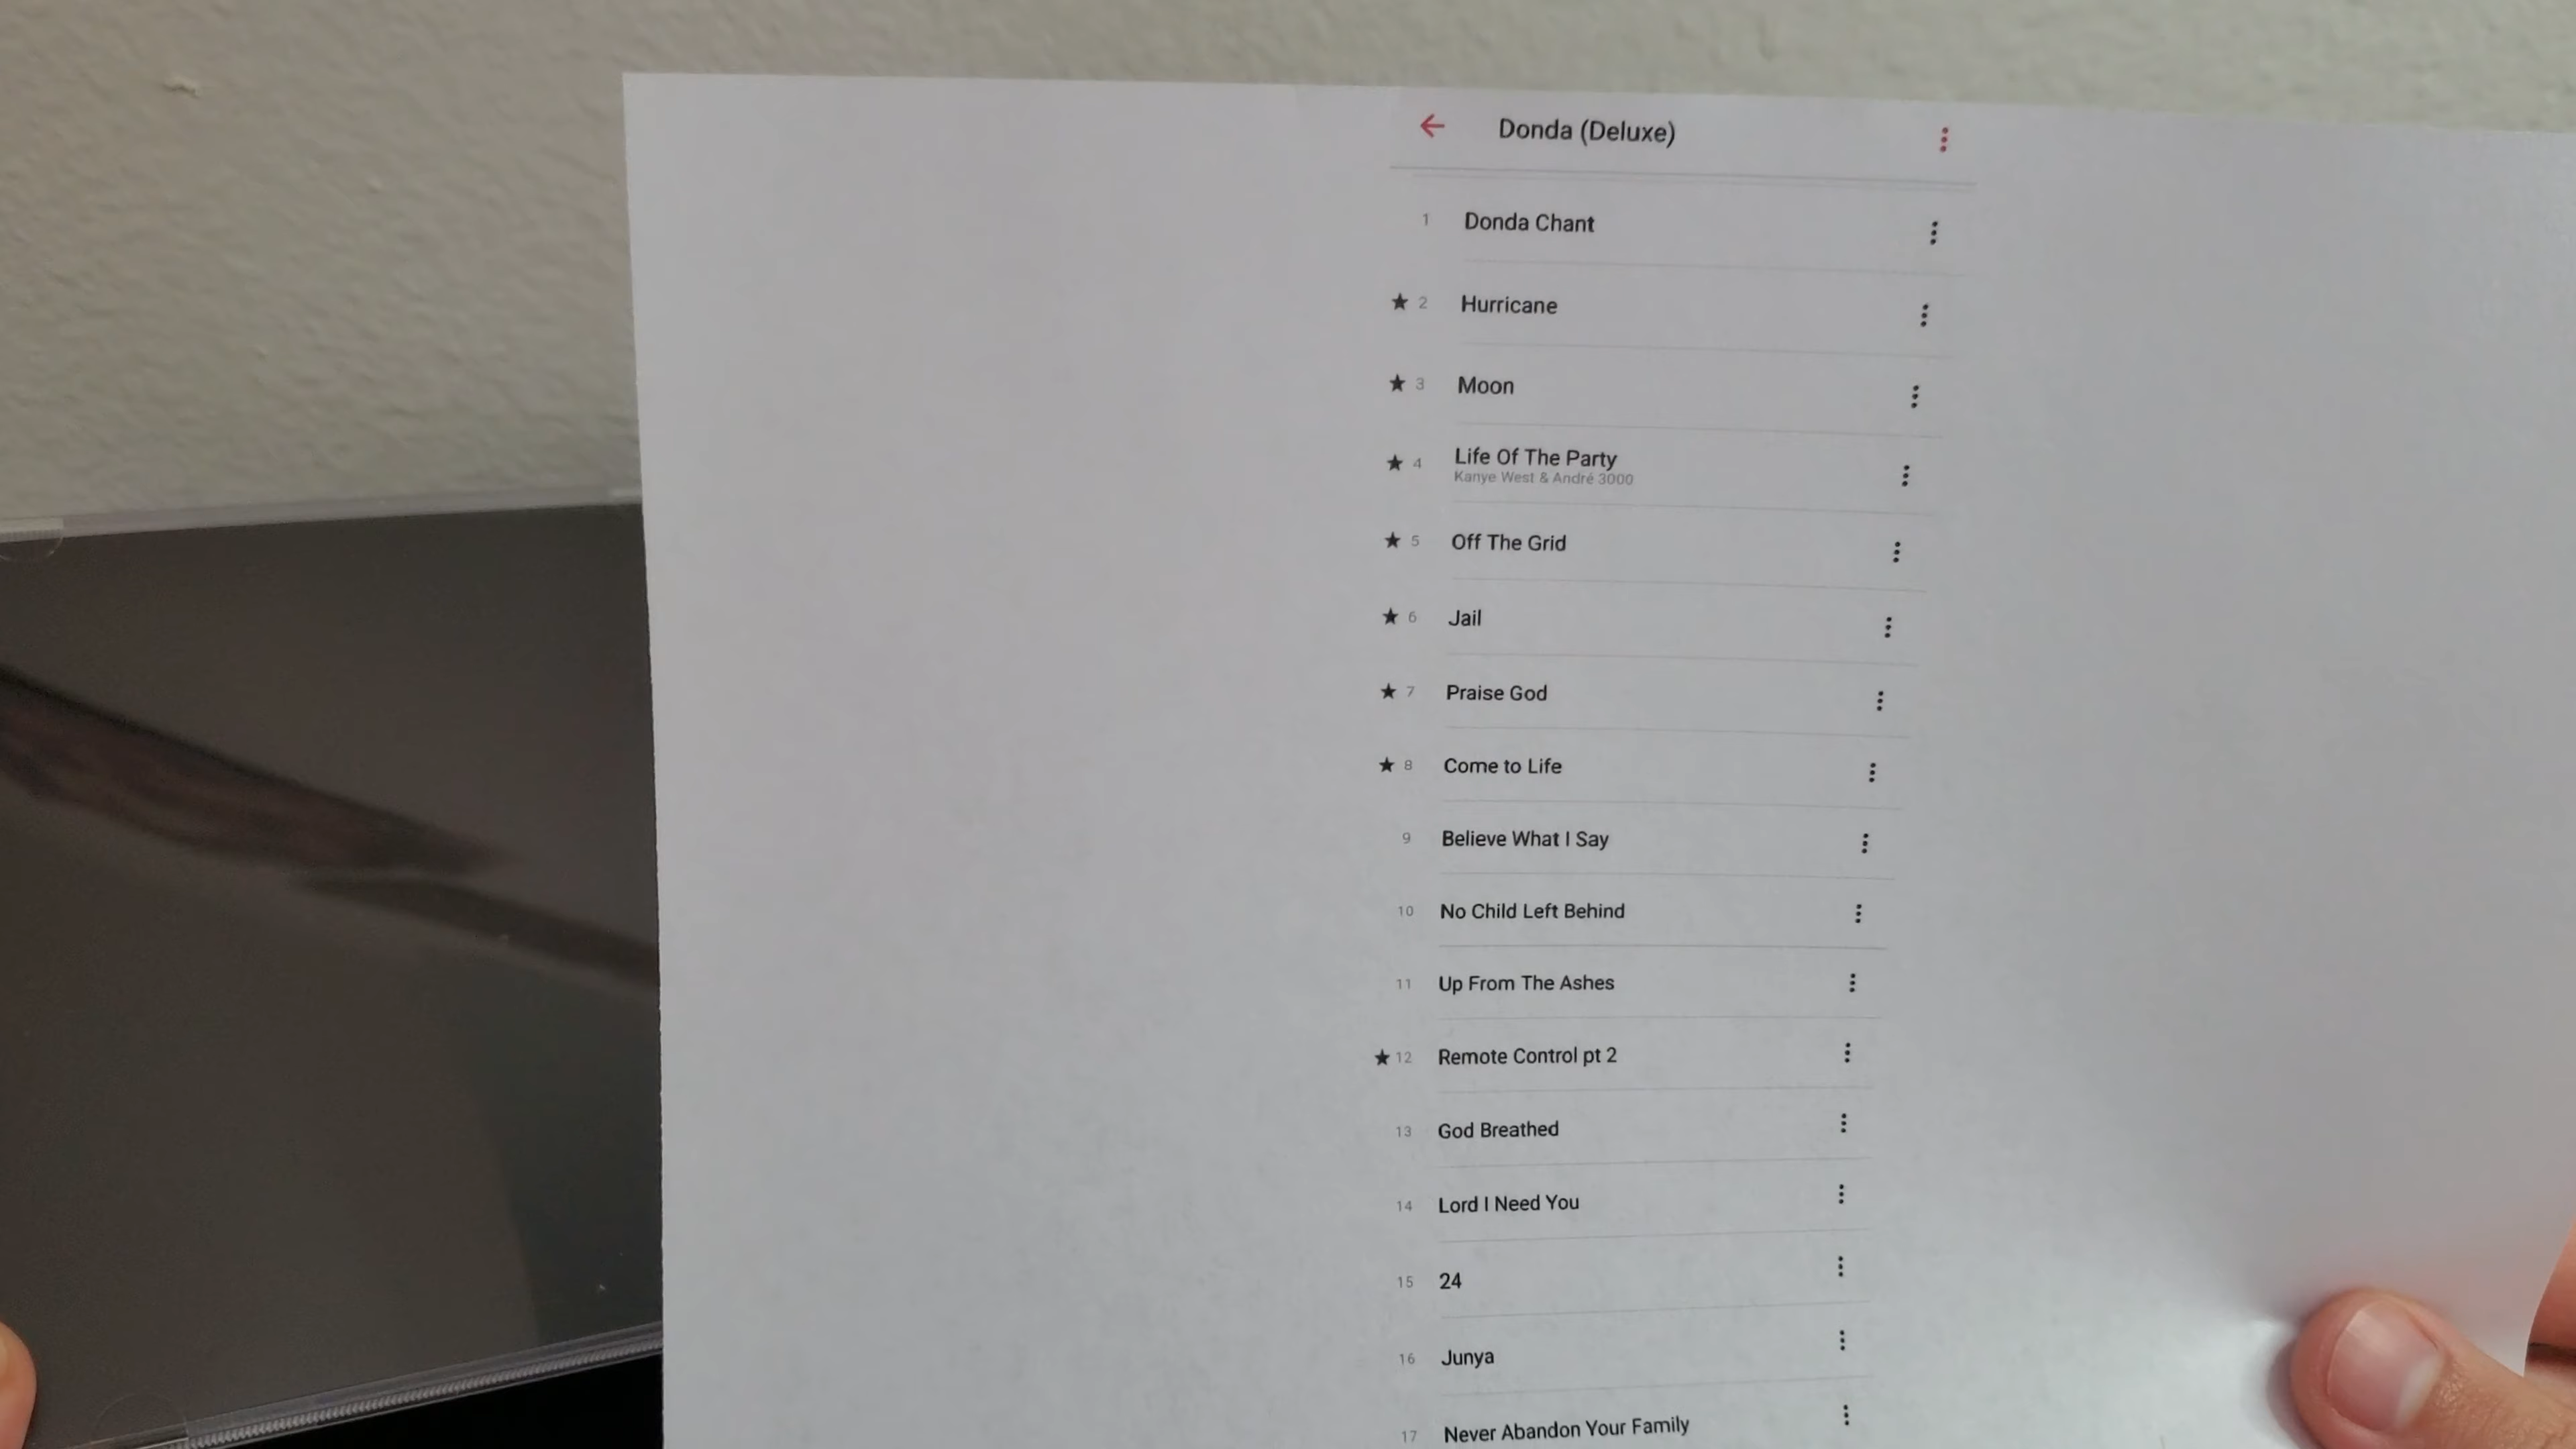 Donda (Deluxe)
1 Donda Chant
★ 2 Hurricane
★ 3 Moon
★ 4 Life Of The Party
Kanye West & André 3000
★ 5 Off The Grid
★ 6 Jail
★ 7 Praise God
★ 8 Come to Life
9 Believe What I Say
10 No Child Left Behind
11 Up From The Ashes
★ 12 Remote Control pt 2
13 God Breathed
14 Lord I Need You
15 24
16 Junya
17 Never Abandon Your Family